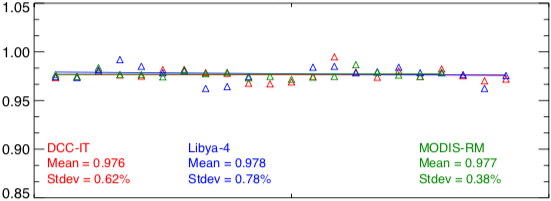 1.05
1.00
0.95
0.90
0.85
DCC-IT Libya-4 MODIS-RM
Mean = 0.976 Mean = 0.978 Mean = 0.977
Stdev = 0.62% Stdev = 0.78% Stdev = 0.38%